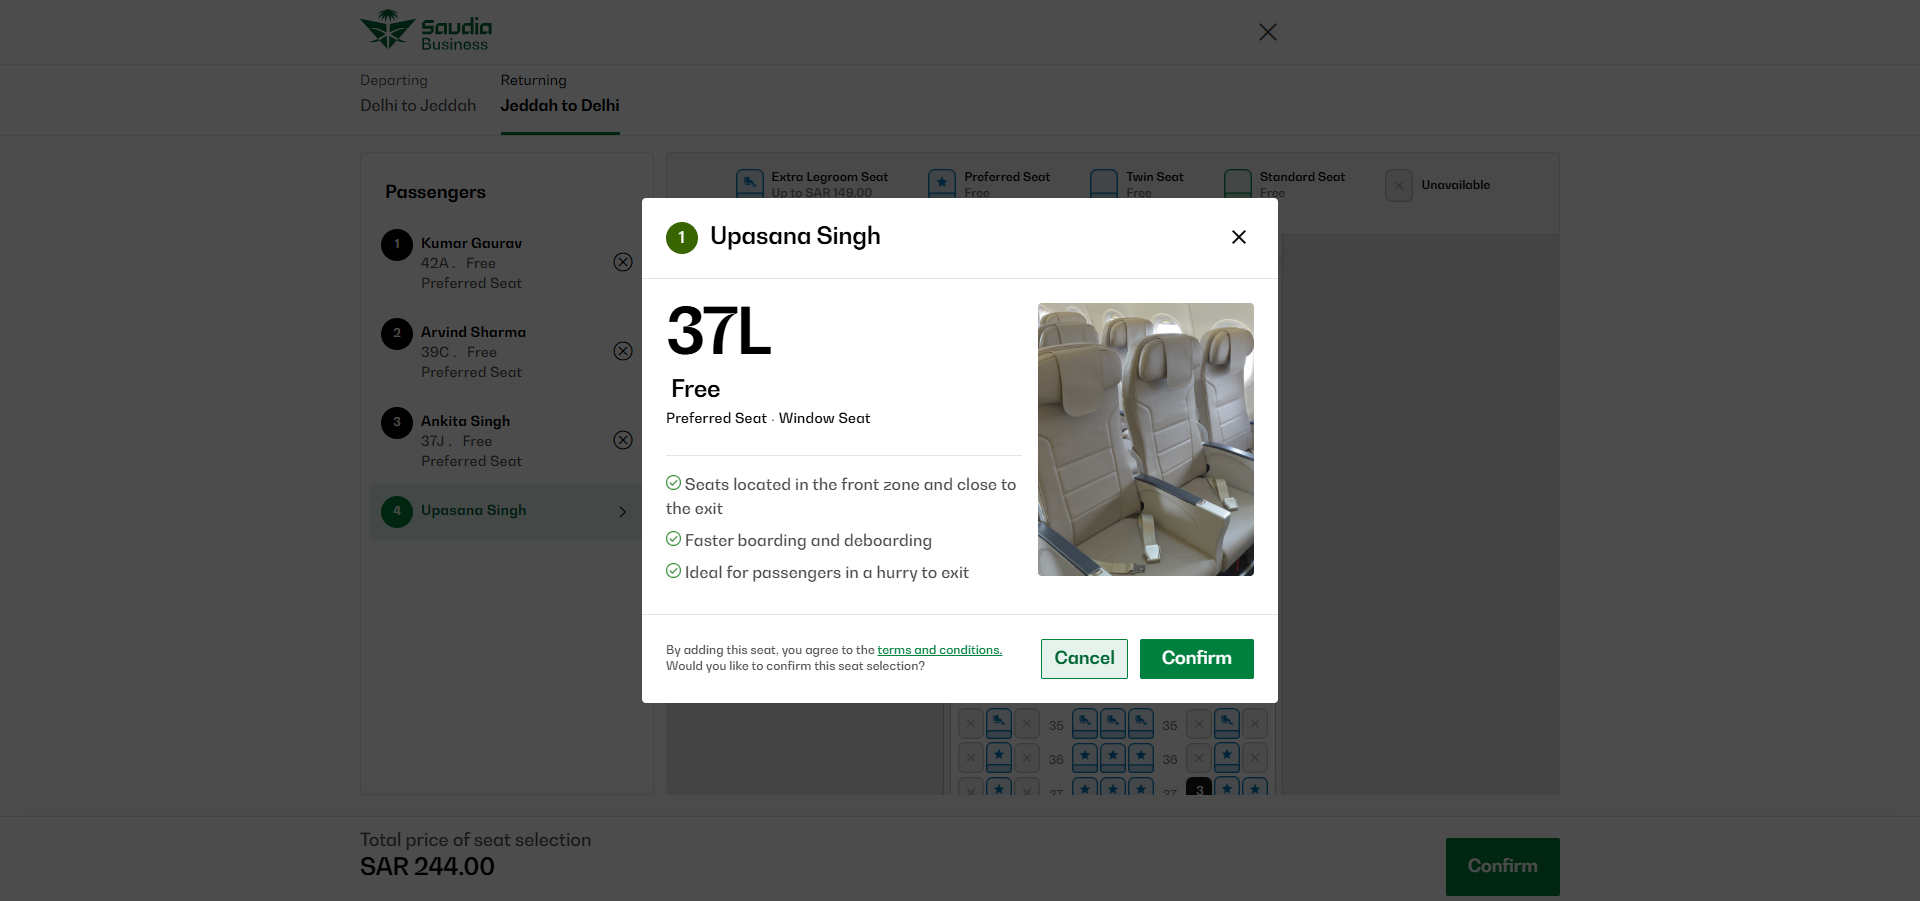 Saudia
Business
Departing
Delhi to Jeddah
Returning
Jeddah to Delhi
Passengers
1 Kumar Gaurav
42A . Free
Preferred Seat
2 Arvind Sharma
39C . Free
Preferred Seat
3 Ankita Singh
37J . Free
Preferred Seat
4 Upasana Singh
Extra Legroom Seat
Up to SAR 149.00
Preferred Seat
Free
Twin Seat
Free
Standard Seat
Free
Unavailable
1 Upasana Singh
37L
Free
Preferred Seat · Window Seat
Seats located in the front zone and close to
the exit
Faster boarding and deboarding
Ideal for passengers in a hurry to exit
By adding this seat, you agree to the terms and conditions.
Would you like to confirm this seat selection?
Cancel
Confirm
35 35
36 36
37 37 3
Total price of seat selection
SAR 244.00
Confirm